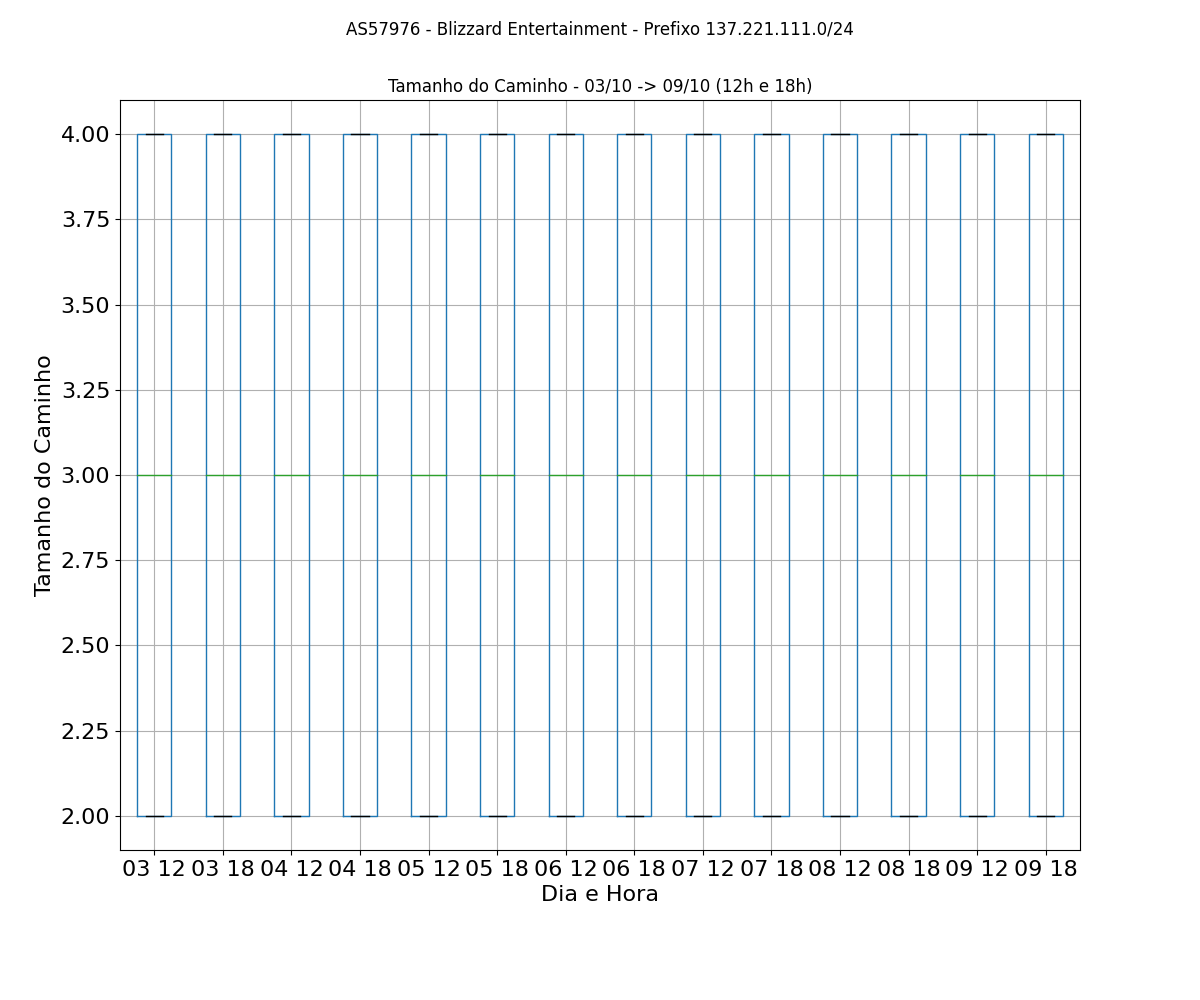 AS57976 - Blizzard Entertainment - Prefixo 137.221.111.0/24
Tamanho do Caminho - 03/10 -> 09/10 (12h e 18h)
4.00
3.75
3.50
3.25
3.00
2.75
2.50
2.25
2.00
Tamanho do Caminho
03 12 03 18 04 12 04 18 05 12 05 18 06 12 06 18 07 12 07 18 08 12 08 18 09 12 09 18
Dia e Hora